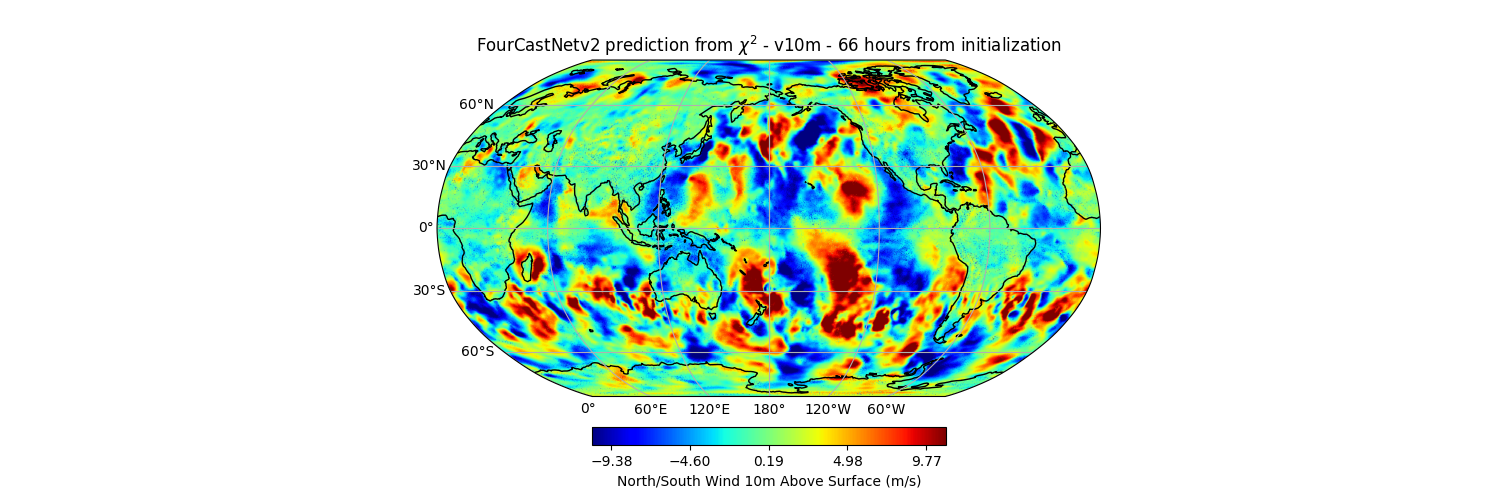 FourCastNetv2 prediction from χ² - v10m - 66 hours from initialization
60°N
30°N
0°
30°S
60°S
0° 60°E 120°E 180° 120°W 60°W
−9.38 −4.60 0.19 4.98 9.77
North/South Wind 10m Above Surface (m/s)